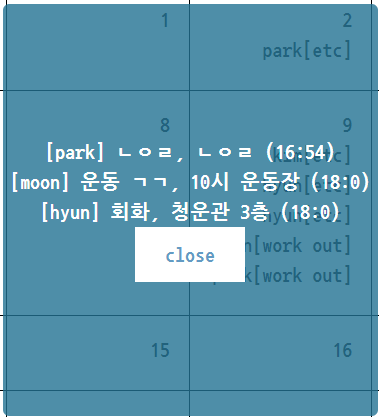 1 2
park[etc]
8 9
[park] ㄴㅇㄹ, ㄴㅇㄹ (16:54)
[moon] 운동 ㄱㄱ, 10시 운동장 (18:0)
[hyun] 회화, 청운관 3층 (18:0)
[work out]
close
[work out]
15 16